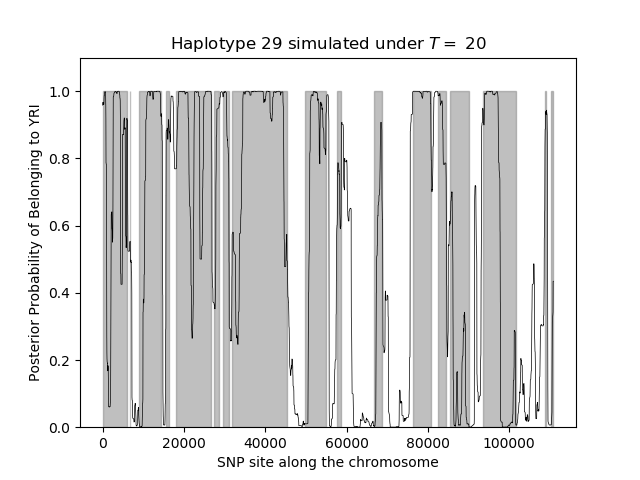 Haplotype 29 simulated under T = 20
Posterior Probability of Belonging to YRI
1.0
0.8
0.6
0.4
0.2
0.0
0 20000 40000 60000 80000 100000
SNP site along the chromosome